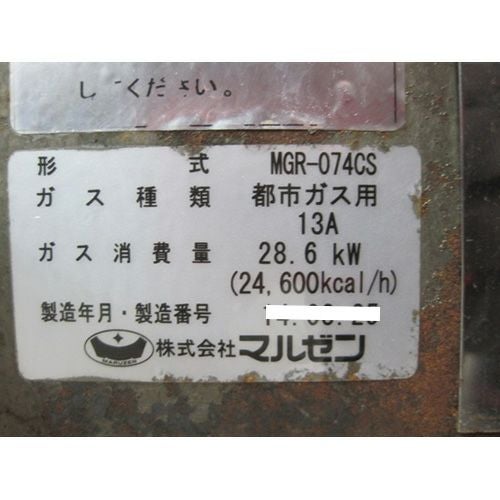 してください。
形式 MGR-074CS
ガス種類 都市ガス用
13A
ガス消費量 28.6 kW
(24,600kcal/h)
製造年月・製造番号
MARUZEN 株式会社マルゼン